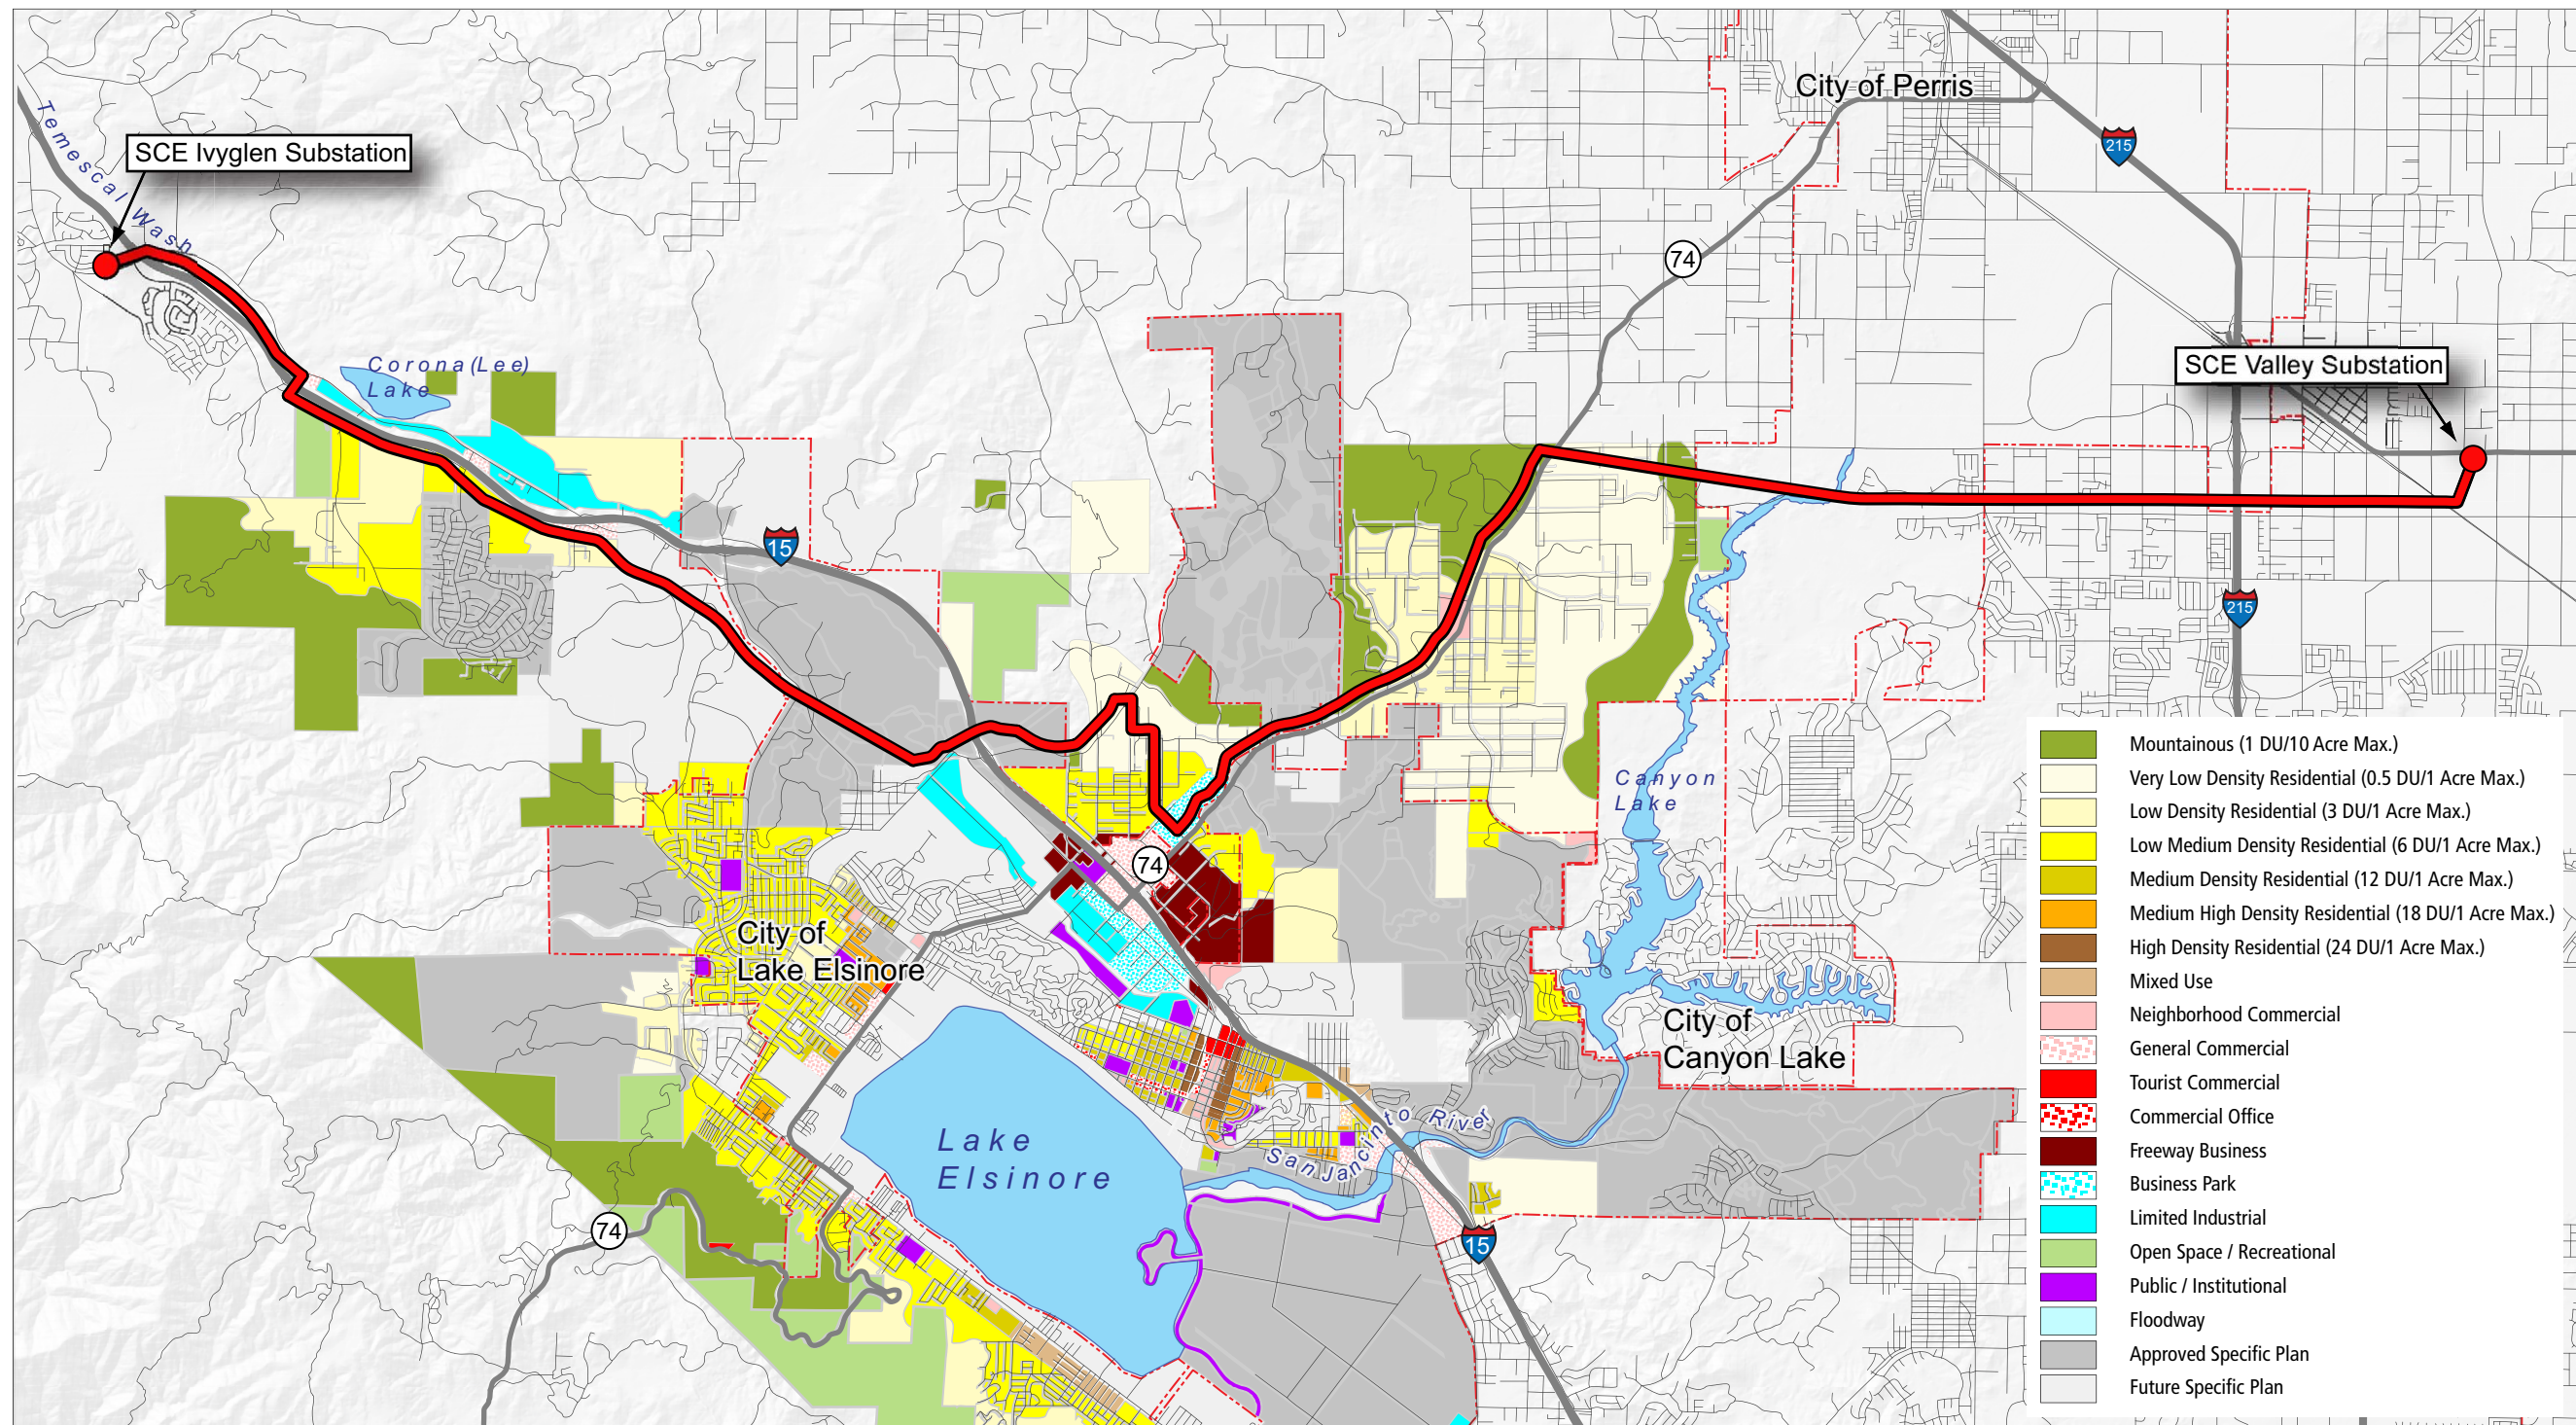 City of Perris
215
Temescal Wash
SCE Ivyglen Substation
74
Corona (Lee)
Lake
SCE Valley Substation
15
215
Canyon
Lake
74
City of
Lake Elsinore
City of
Canyon Lake
Lake
Elsinore
San Jancinto River
74
15
Mountainous (1 DU/10 Acre Max.)
Very Low Density Residential (0.5 DU/1 Acre Max.)
Low Density Residential (3 DU/1 Acre Max.)
Low Medium Density Residential (6 DU/1 Acre Max.)
Medium Density Residential (12 DU/1 Acre Max.)
Medium High Density Residential (18 DU/1 Acre Max.)
High Density Residential (24 DU/1 Acre Max.)
Mixed Use
Neighborhood Commercial
General Commercial
Tourist Commercial
Commercial Office
Freeway Business
Business Park
Limited Industrial
Open Space / Recreational
Public / Institutional
Floodway
Approved Specific Plan
Future Specific Plan